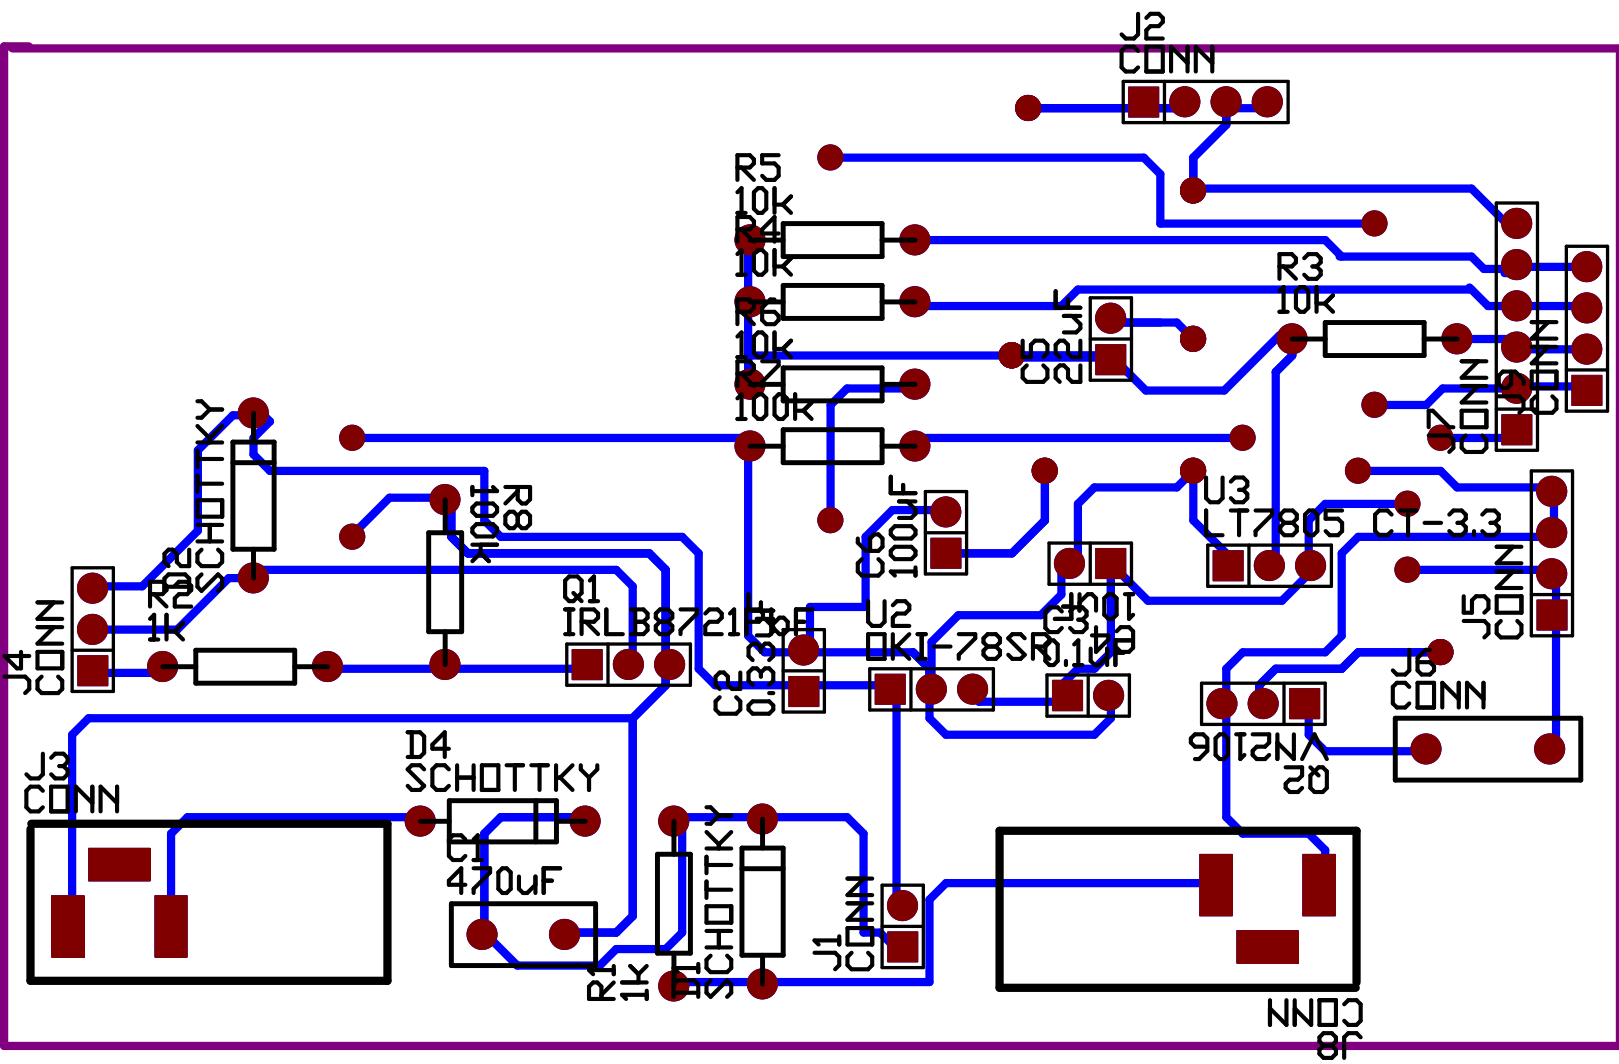 J2
CONN
R5
10k
R4
10k
R3
10K
R6
10k
R7
100k
C5
22uF
J7
CONN
J9
CONN
SCHOTTKY
D2
R8
100k
U3
LT7805 CT-3.3
C6
100uF
R2
1K
Q1
IRLB8721PbF
U2
OKI-78SR
C3
0.1uF
C4
10uF
C2
0.33uF
J4
CONN
J5
CONN
J6
CONN
Q2
VN2106
J3
CONN
D4
SCHOTTKY
C1
470uF
R1
1K
D1
SCHOTTKY
J1
CONN
J8
CONN